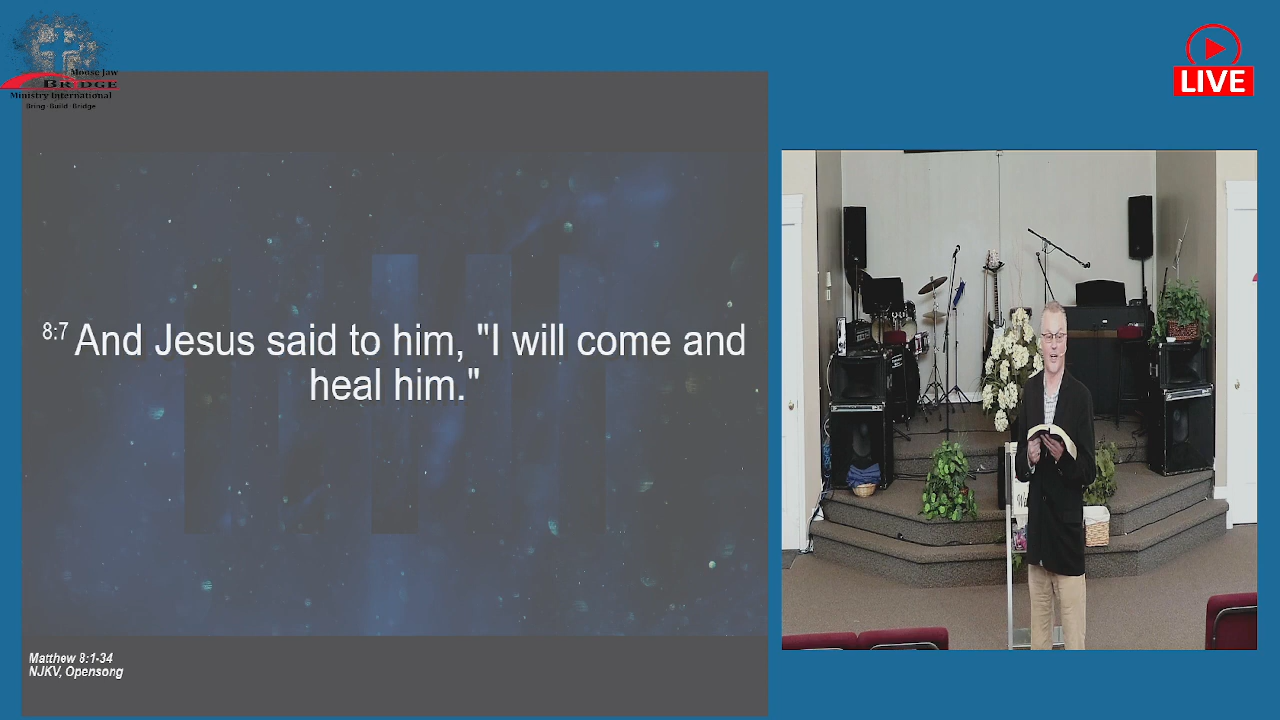 Moose Jaw
BRIDGE
Ministry International
Bring · Build · Bridge
LIVE
8:7 And Jesus said to him, "I will come and
heal him."
Matthew 8:1-34
NJKV, Opensong